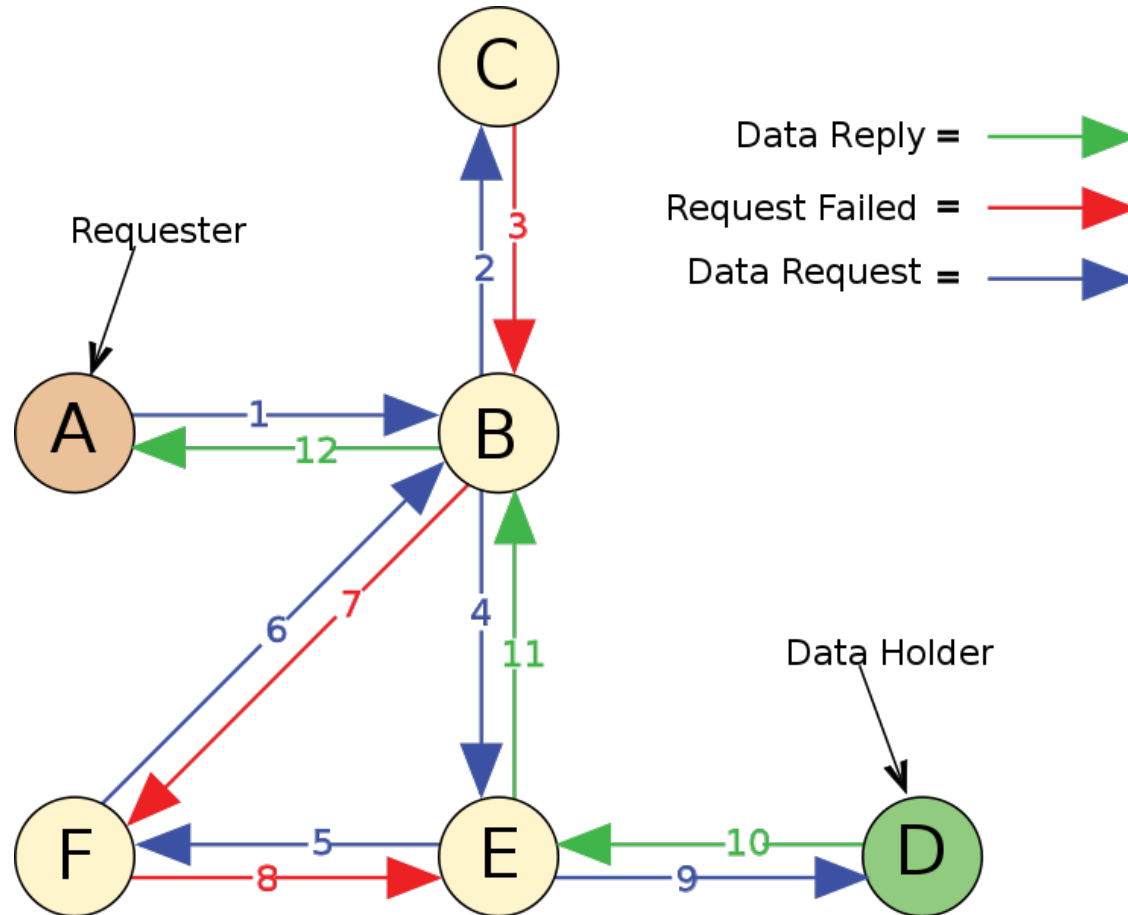 C
Data Reply =
Request Failed =
Data Request =
Requester
3
2
A
1
12
B
7
6
4
11
Data Holder
F
5
8
E
10
9
D